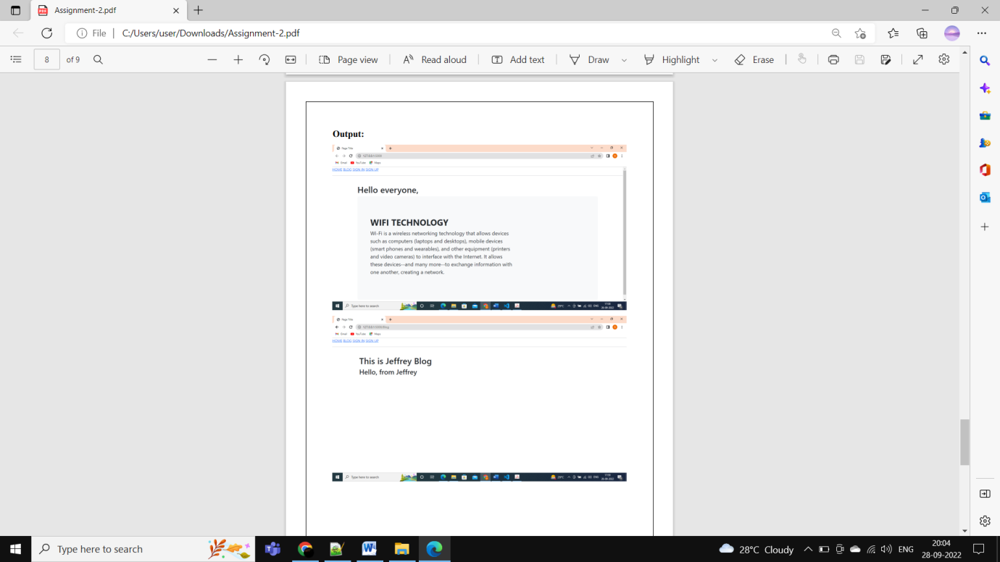 Assignment-2.pdf
File | C:/Users/user/Downloads/Assignment-2.pdf
8 of 9 Page view Read aloud Add text Draw Highlight Erase
Output:
Page Title
127.0.0.1:5000
Gmail YouTube Maps
HOME BLOG SIGN IN SIGN UP
Hello everyone,
WIFI TECHNOLOGY
Wi-Fi is a wireless networking technology that allows devices
such as computers (laptops and desktops), mobile devices
(smart phones and wearables), and other equipment (printers
and video cameras) to interface with the Internet. It allows
these devices--and many more--to exchange information with
one another, creating a network.
Type here to search
Page Title
Gmail YouTube Maps
HOME BLOG SIGN IN SIGN UP
This is Jeffrey Blog
Hello, from Jeffrey
Type here to search
Type here to search
28°C Cloudy ENG
20:04
28-09-2022